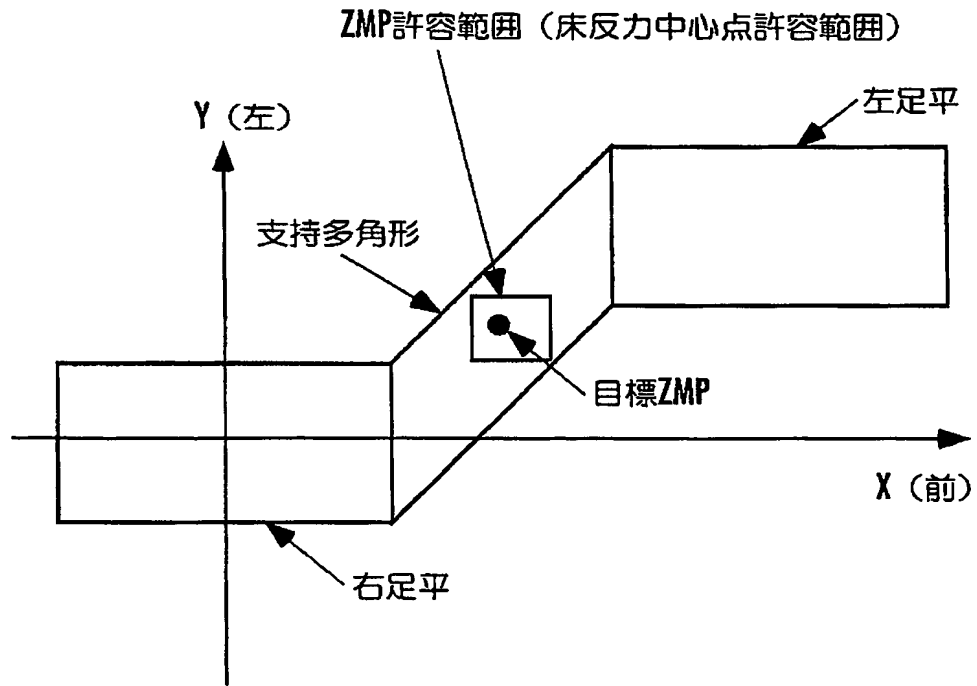 ZMP許容範囲（床反力中心点許容範囲）
Y（左）
左足平
支持多角形
目標ZMP
X（前）
右足平